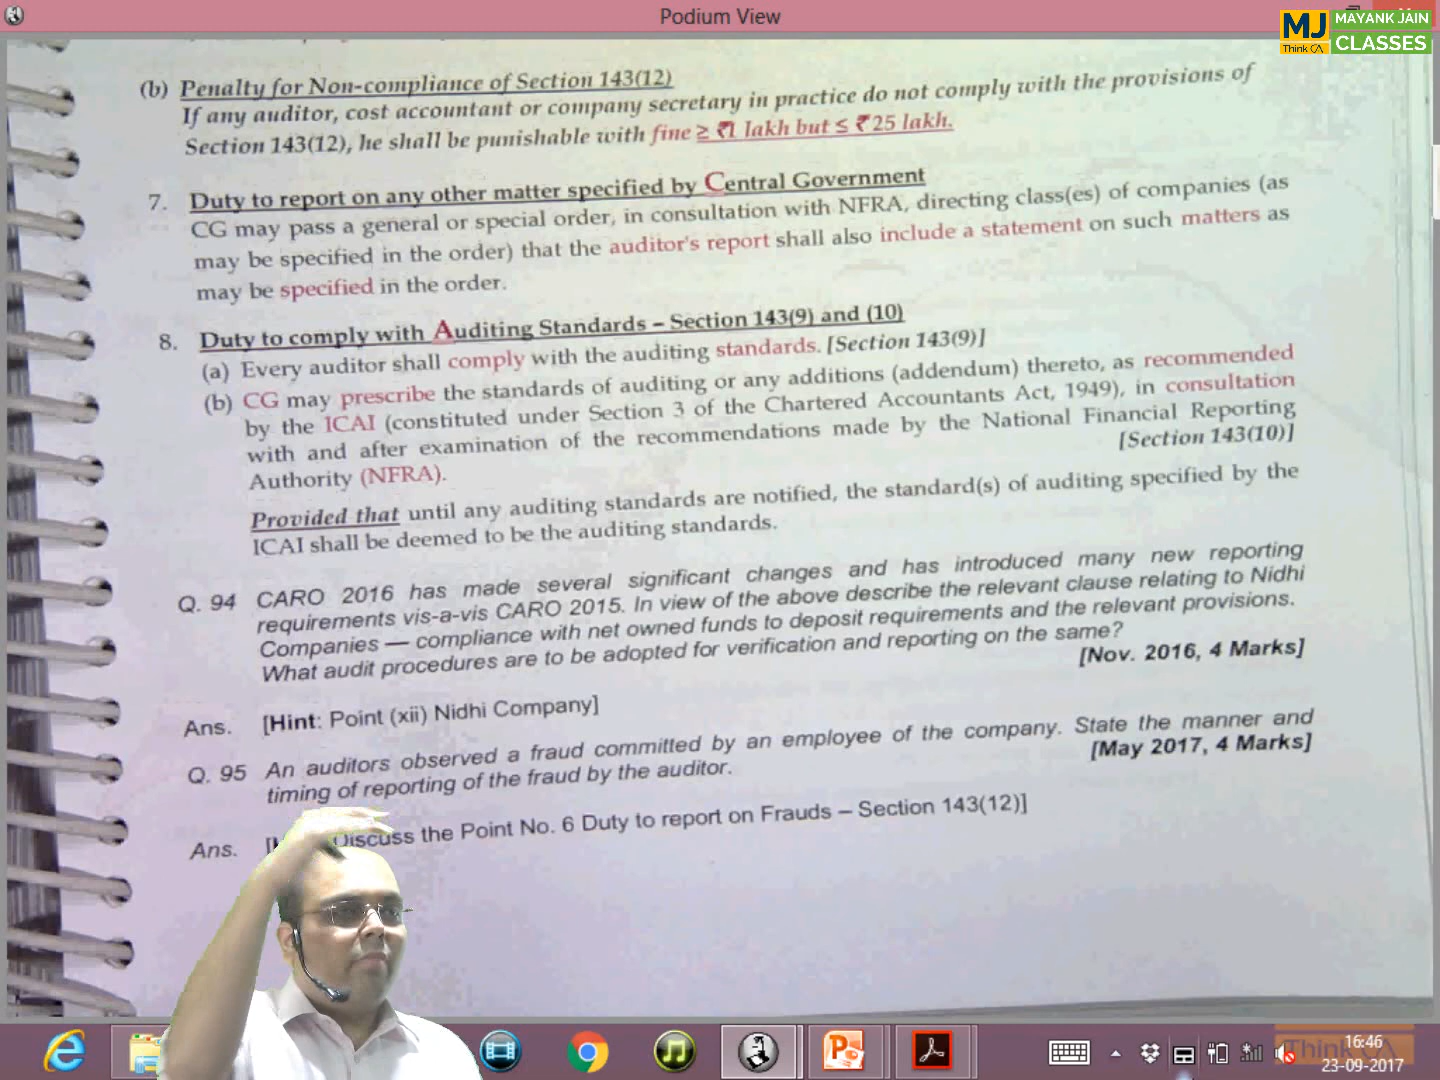 Podium View
MJ
Think CA
MAYANK JAIN
CLASSES
(b) Penalty for Non-compliance of Section 143(12)
If any auditor, cost accountant or company secretary in practice do not comply with the provisions of
Section 143(12), he shall be punishable with fine ≥ ₹1 lakh but ≤ ₹25 lakh.
7. Duty to report on any other matter specified by Central Government
CG may pass a general or special order, in consultation with NFRA, directing class(es) of companies (as
may be specified in the order) that the auditor's report shall also include a statement on such matters as
may be specified in the order.
8. Duty to comply with Auditing Standards – Section 143(9) and (10)
(a) Every auditor shall comply with the auditing standards. [Section 143(9)]
(b) CG may prescribe the standards of auditing or any additions (addendum) thereto, as recommended
by the ICAI (constituted under Section 3 of the Chartered Accountants Act, 1949), in consultation
with and after examination of the recommendations made by the National Financial Reporting
Authority (NFRA). [Section 143(10)]
Provided that until any auditing standards are notified, the standard(s) of auditing specified by the
ICAI shall be deemed to be the auditing standards.
Q. 94 CARO 2016 has made several significant changes and has introduced many new reporting
requirements vis-a-vis CARO 2015. In view of the above describe the relevant clause relating to Nidhi
Companies — compliance with net owned funds to deposit requirements and the relevant provisions.
What audit procedures are to be adopted for verification and reporting on the same?
[Nov. 2016, 4 Marks]
Ans. [Hint: Point (xii) Nidhi Company]
Q. 95 An auditors observed a fraud committed by an employee of the company. State the manner and
timing of reporting of the fraud by the auditor. [May 2017, 4 Marks]
Ans. Discuss the Point No. 6 Duty to report on Frauds – Section 143(12)]
Think CA
16:46
23-09-2017